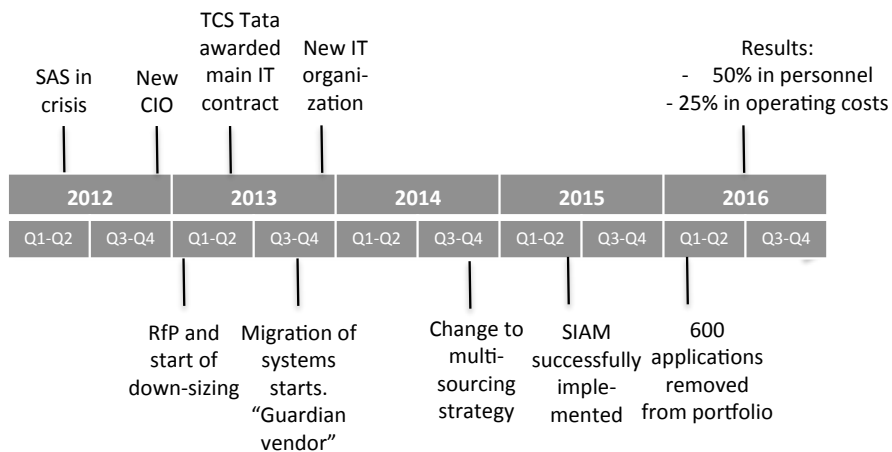 SAS in
crisis
New
CIO
TCS Tata
awarded
main IT
contract
New IT
organi-
zation
Results:
- 50% in personnel
- 25% in operating costs
2012 2013 2014 2015 2016
Q1-Q2 Q3-Q4 Q1-Q2 Q3-Q4 Q1-Q2 Q3-Q4 Q1-Q2 Q3-Q4 Q1-Q2 Q3-Q4
RfP and
start of
down-sizing
Migration of
systems
starts.
“Guardian
vendor”
Change to
multi-
sourcing
strategy
SIAM
successfully
imple-
mented
600
applications
removed
from portfolio